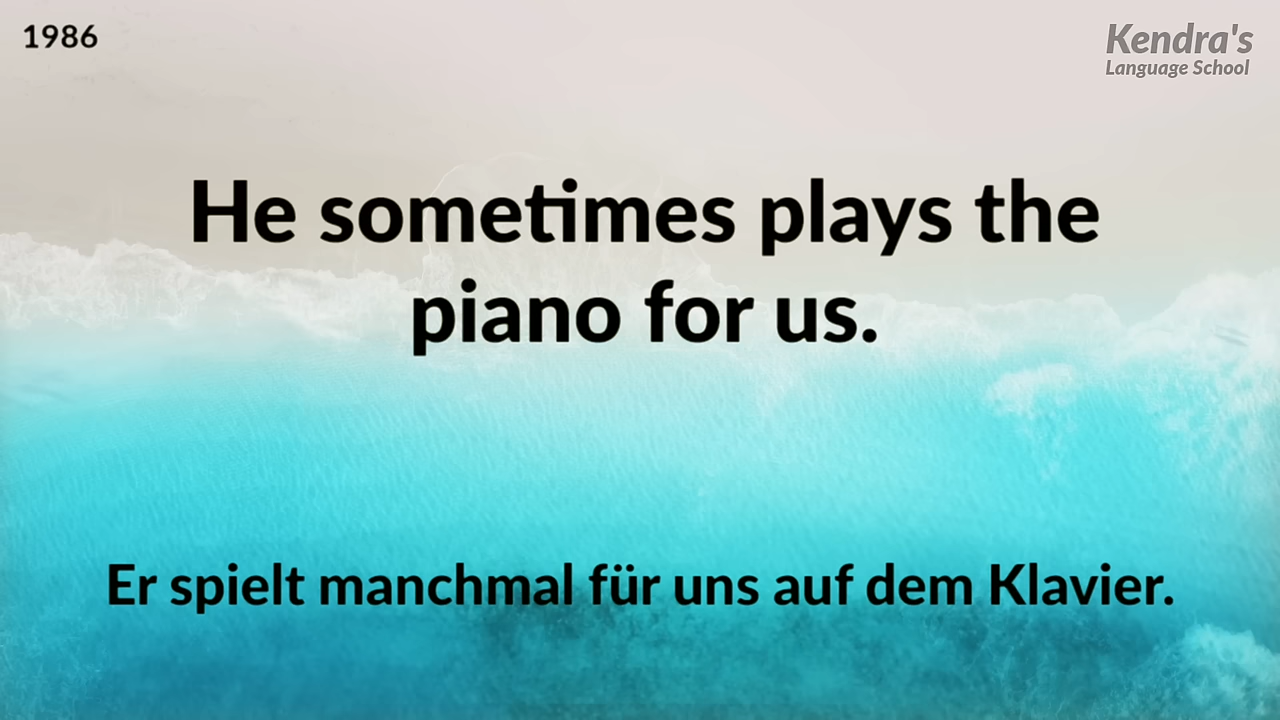 1986
Kendra's
Language School
He sometimes plays the
piano for us.
Er spielt manchmal für uns auf dem Klavier.